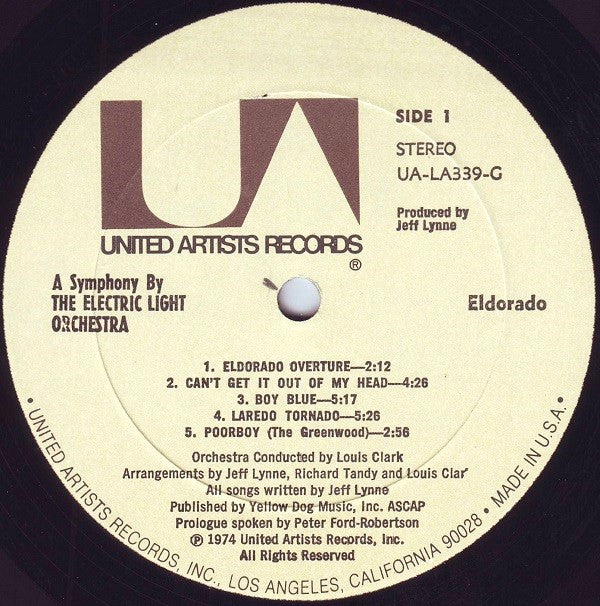 UA
UNITED ARTISTS RECORDS
®
SIDE 1
STEREO
UA-LA339-G
Produced by
Jeff Lynne
A Symphony By
THE ELECTRIC LIGHT
ORCHESTRA
Eldorado
1. ELDORADO OVERTURE—2:12
2. CAN'T GET IT OUT OF MY HEAD—4:26
3. BOY BLUE—5:17
4. LAREDO TORNADO—5:26
5. POORBOY (The Greenwood)—2:56
Orchestra Conducted by Louis Clark
Arrangements by Jeff Lynne, Richard Tandy and Louis Clar'
All songs written by Jeff Lynne
Published by Yellow Dog Music, Inc. ASCAP
Prologue spoken by Peter Ford-Robertson
℗ 1974 United Artists Records, Inc.
All Rights Reserved
• UNITED ARTISTS RECORDS, INC., LOS ANGELES, CALIFORNIA 90028 • MADE IN U.S.A. •